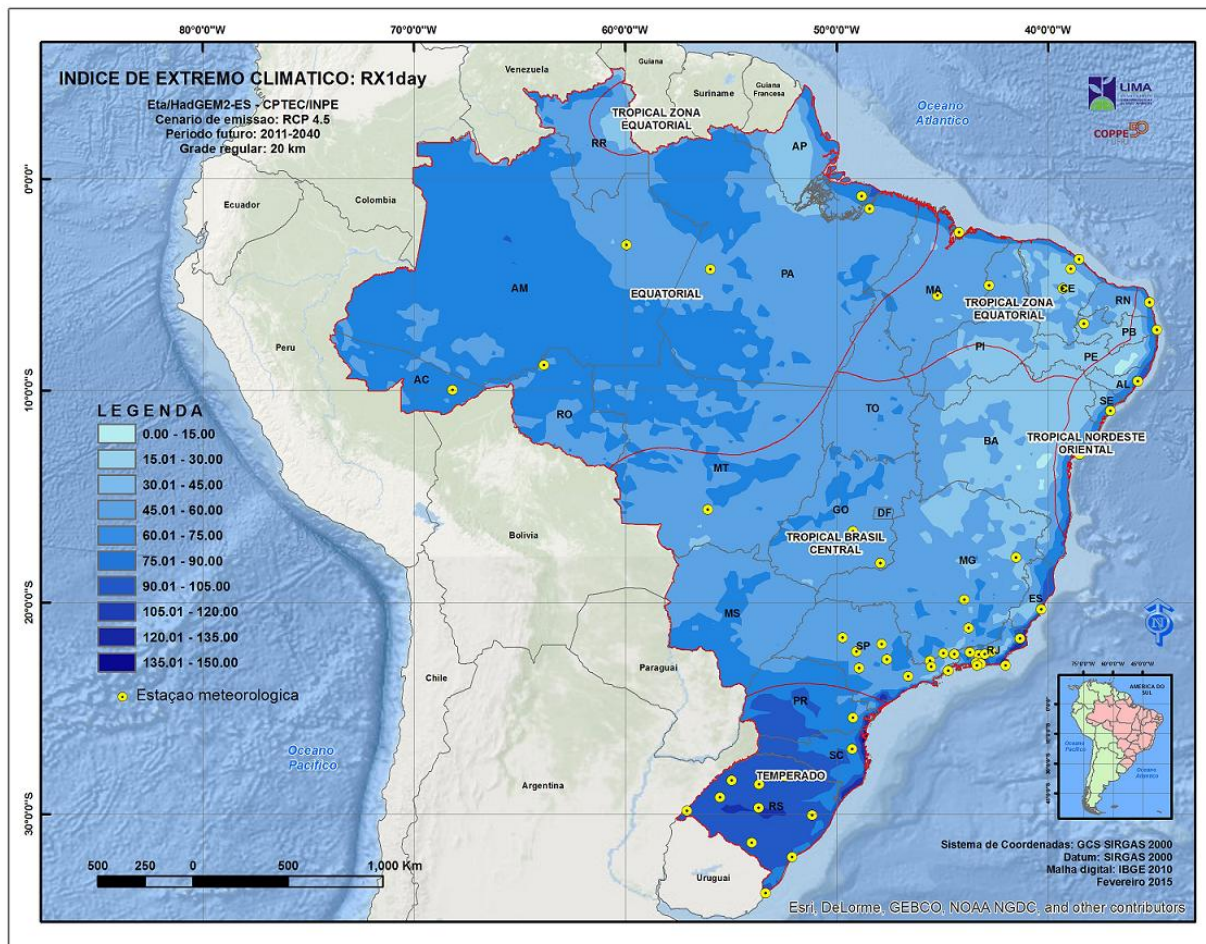 80°0'0"W
70°0'0"W
60°0'0"W
50°0'0"W
40°0'0"W
INDICE DE EXTREMO CLIMATICO: RX1day
Eta/HadGEM2-ES - CPTEC/INPE
Cenario de emissao: RCP 4.5
Periodo futuro: 2011-2040
Grade regular: 20 km
Venezuela
Guiana
Suriname
Guiana
Francesa
Oceano
Atlantico
LIMA
COPPE
TROPICAL ZONA
EQUATORIAL
RR
AP
0°0'0"
Ecuador
Colombia
AM
EQUATORIAL
PA
MA
TROPICAL ZONA
EQUATORIAL
CE
RN
PB
PI
PE
Peru
AL
SE
10°0'0"S
AC
RO
TO
BA
TROPICAL NORDESTE
ORIENTAL
MT
LEGENDA
0.00 - 15.00
15.01 - 30.00
30.01 - 45.00
45.01 - 60.00
60.01 - 75.00
75.01 - 90.00
90.01 - 105.00
105.01 - 120.00
120.01 - 135.00
135.01 - 150.00
Estaçao meteorologica
Bolivia
GO
DF
TROPICAL BRASIL
CENTRAL
MG
ES
20°0'0"S
MS
SP
RJ
N
Paraguai
Chile
PR
SC
TEMPERADO
RS
Oceano
Pacifico
Argentina
Uruguai
30°0'0"S
AMERICA DO
SUL
Oceano
Pacifico
Oceano
Atlantico
500
250
0
500
1,000 Km
Sistema de Coordenadas: GCS SIRGAS 2000
Datum: SIRGAS 2000
Malha digital: IBGE 2010
Fevereiro 2015
Esri, DeLorme, GEBCO, NOAA NGDC, and other contributors